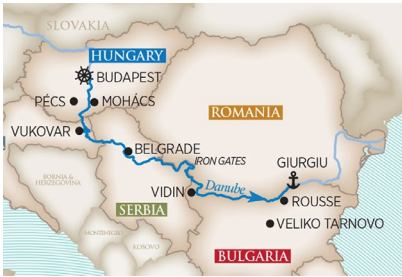 SLOVAKIA
HUNGARY
BUDAPEST
PÉCS
MOHÁCS
ROMANIA
VUKOVAR
BELGRADE
IRON GATES
GIURGIU
BOSNIA &
HERZEGOVINA
VIDIN
Danube
ROUSSE
SERBIA
VELIKO TARNOVO
MONTENEGRO
KOSOVO
BULGARIA